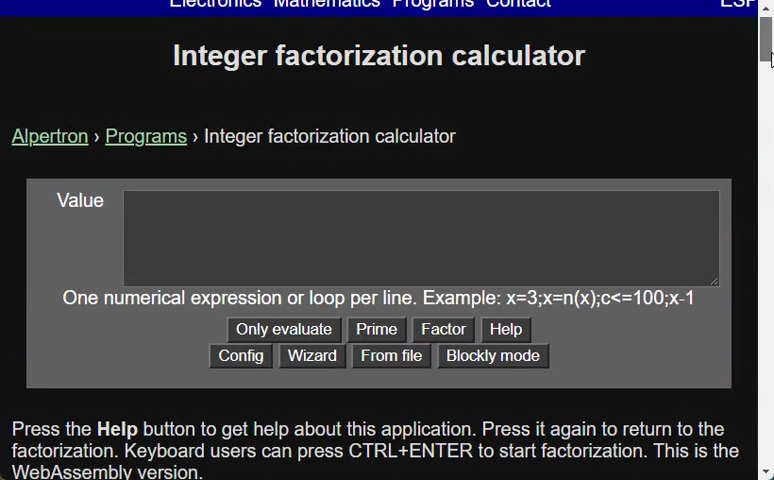 Electronics Mathematics Programs Contact
Integer factorization calculator
Alpertron › Programs › Integer factorization calculator
Value
One numerical expression or loop per line. Example: x=3;x=n(x);c<=100;x-1
Only evaluate Prime Factor Help
Config Wizard From file Blockly mode
Press the Help button to get help about this application. Press it again to return to the
factorization. Keyboard users can press CTRL+ENTER to start factorization. This is the
WebAssembly version.